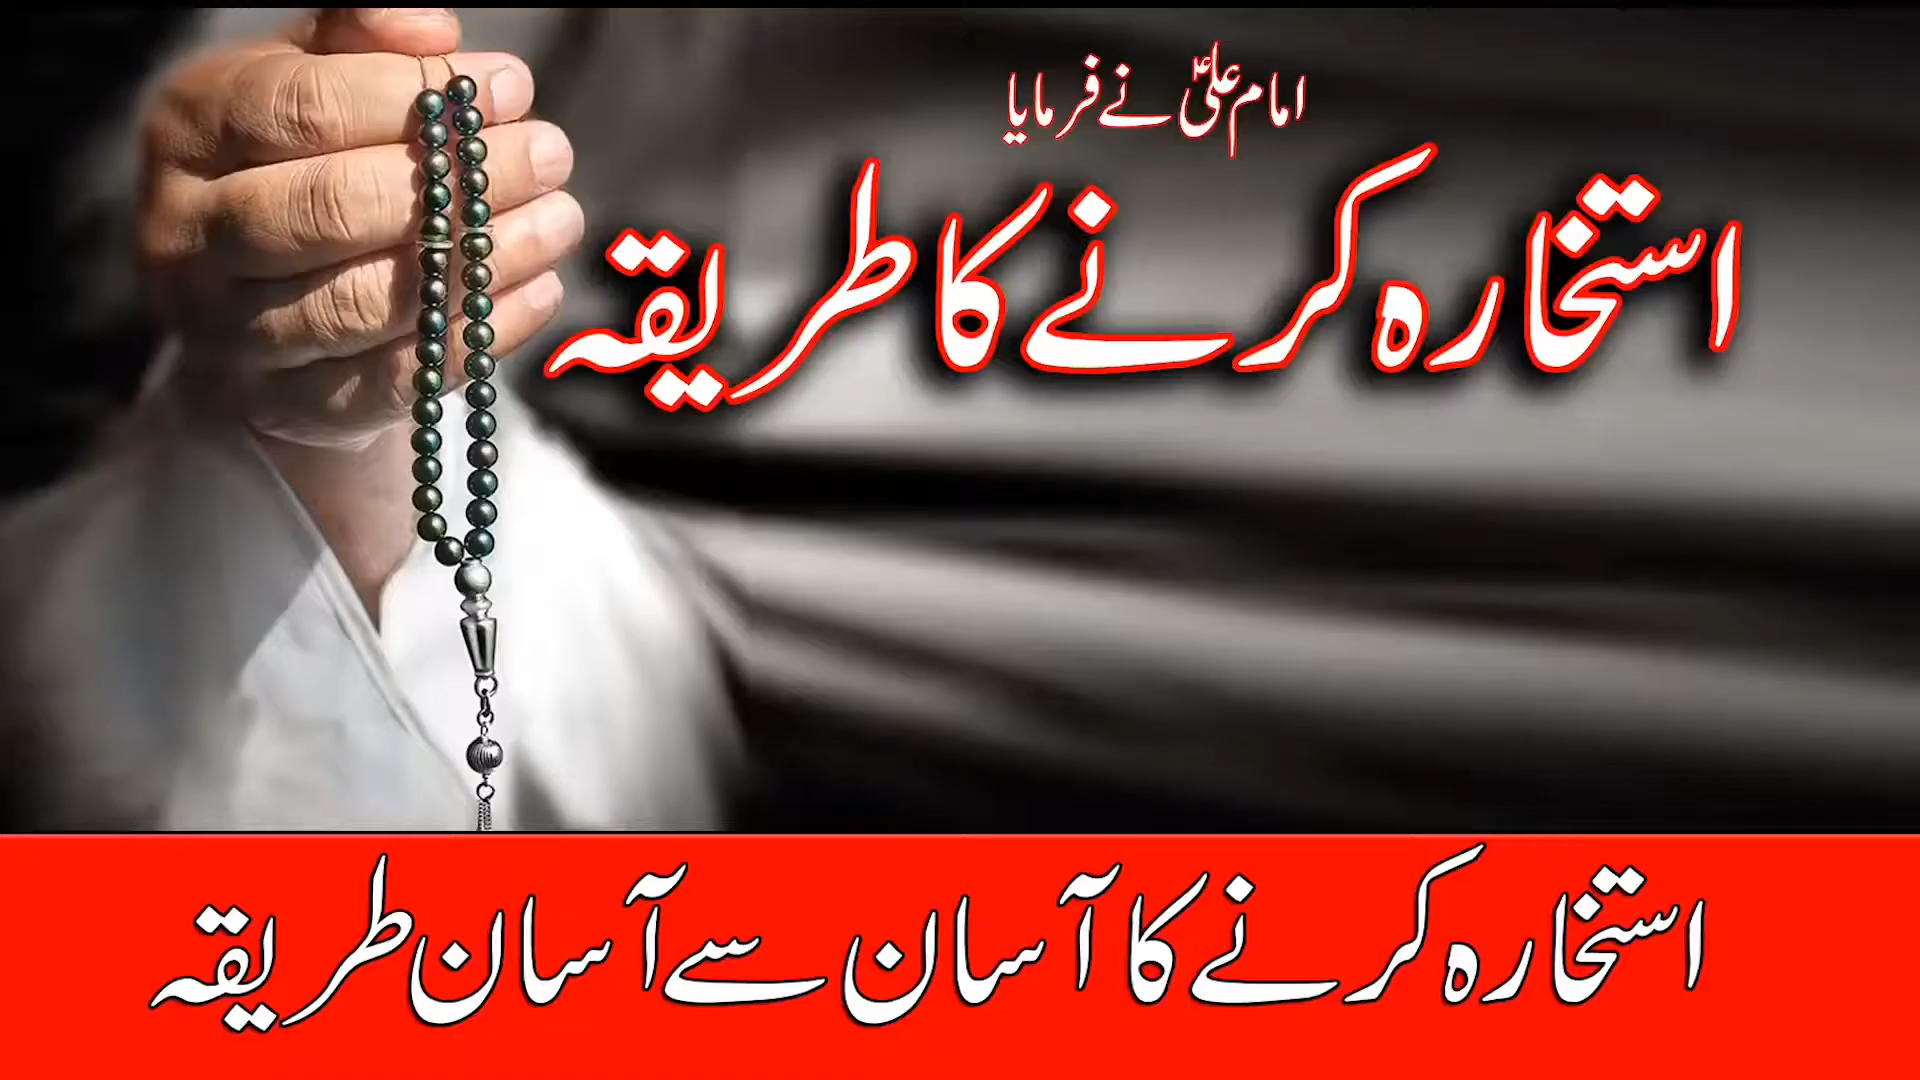 امام علیؑ نے فرمایا
استخارہ کرنے کا طریقہ
استخارہ کرنے کا آسان سے آسان طریقہ